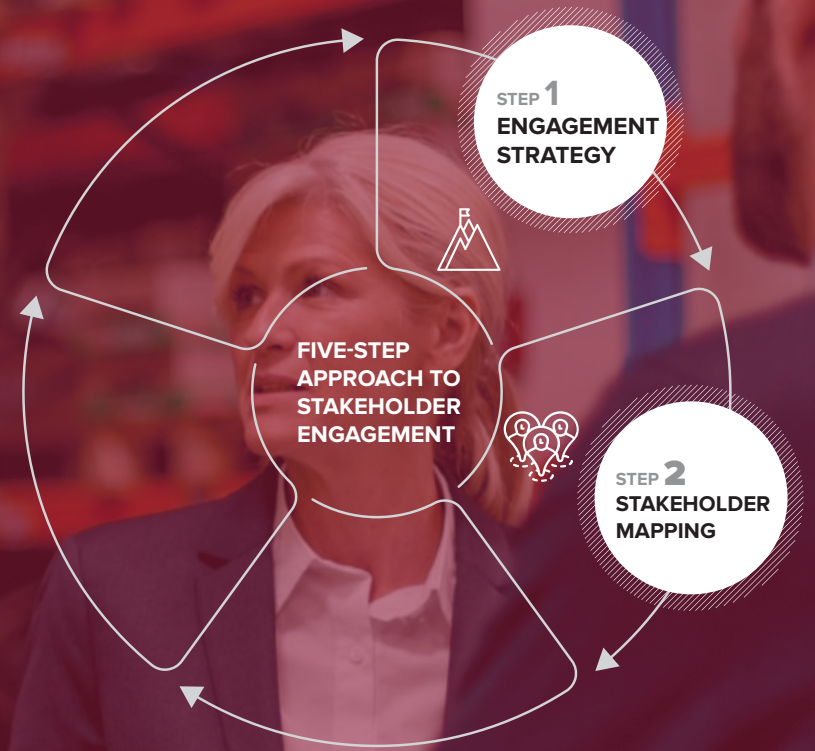 STEP 1
ENGAGEMENT
STRATEGY
FIVE-STEP
APPROACH TO
STAKEHOLDER
ENGAGEMENT
STEP 2
STAKEHOLDER
MAPPING